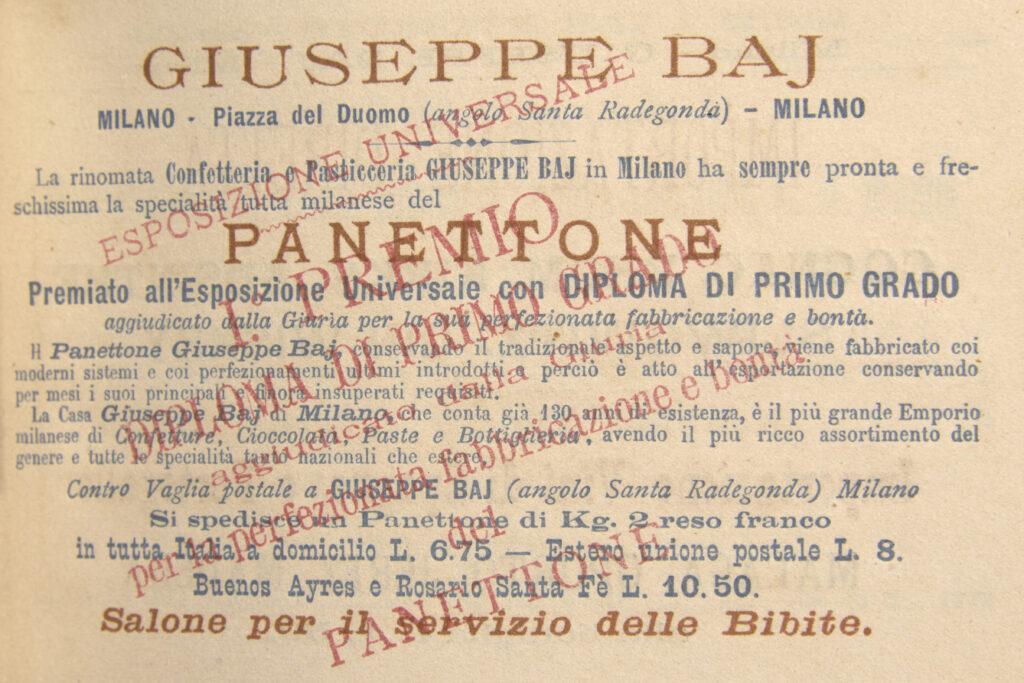 GIUSEPPE BAJ
MILANO - Piazza del Duomo (angolo Santa Radegonda) - MILANO
La rinomata Confetteria e Pasticceria GIUSEPPE BAJ in Milano ha sempre pronta e fre-
schissima la specialità tutta milanese del
PANETTONE
Premiato all'Esposizione Universale con DIPLOMA DI PRIMO GRADO
aggiudicato dalla Giuria per la sua perfezionata fabbricazione e bontà.
Il Panettone Giuseppe Baj, conservando il tradizionale aspetto e sapore, viene fabbricato coi
moderni sistemi e coi perfezionamenti ultimi introdotti e perciò è atto all'esportazione conservando
per mesi i suoi principali e finora insuperati requisiti.
La Casa Giuseppe Baj di Milano, che conta già 130 anni di esistenza, è il più grande Emporio
milanese di Confetture, Cioccolata, Paste e Bottiglieria, avendo il più ricco assortimento del
genere e tutte le specialità tanto nazionali che estere.
Contro Vaglia postale a GIUSEPPE BAJ (angolo Santa Radegonda) Milano
Si spedisce un Panettone di Kg. 2 reso franco
in tutta Italia a domicilio L. 6.75 — Estero unione postale L. 8.
Buenos Ayres e Rosario Santa Fè L. 10.50.
Salone per il servizio delle Bibite.
ESPOSIZIONE UNIVERSALE
I.° PREMIO
DIPLOMA DI PRIMO GRADO
aggiudicato dalla Giuria
per la perfezionata fabbricazione e bontà
del
PANETTONE